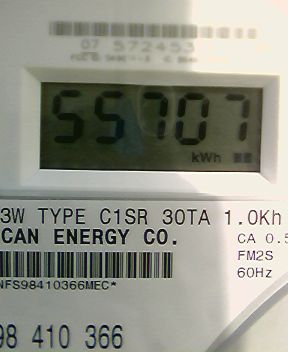 07 572453
55707
kWh
3W TYPE C1SR 30TA 1.0Kh
CAN ENERGY CO.
CA 0.5
FM2S
60Hz
NFS98410366MEC*
98 410 366